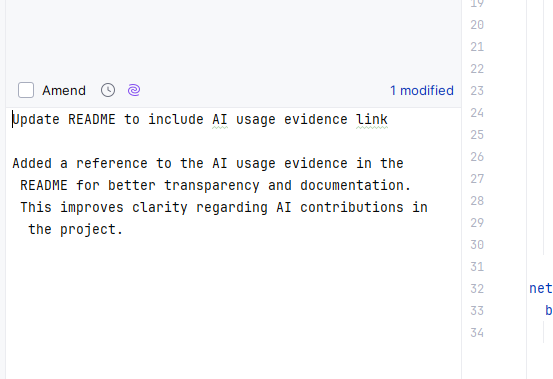 Amend
1 modified
Update README to include AI usage evidence link
Added a reference to the AI usage evidence in the
README for better transparency and documentation.
This improves clarity regarding AI contributions in
the project.
19
20
21
22
23
24
25
26
27
28
29
30
31
32
33
34
net
b